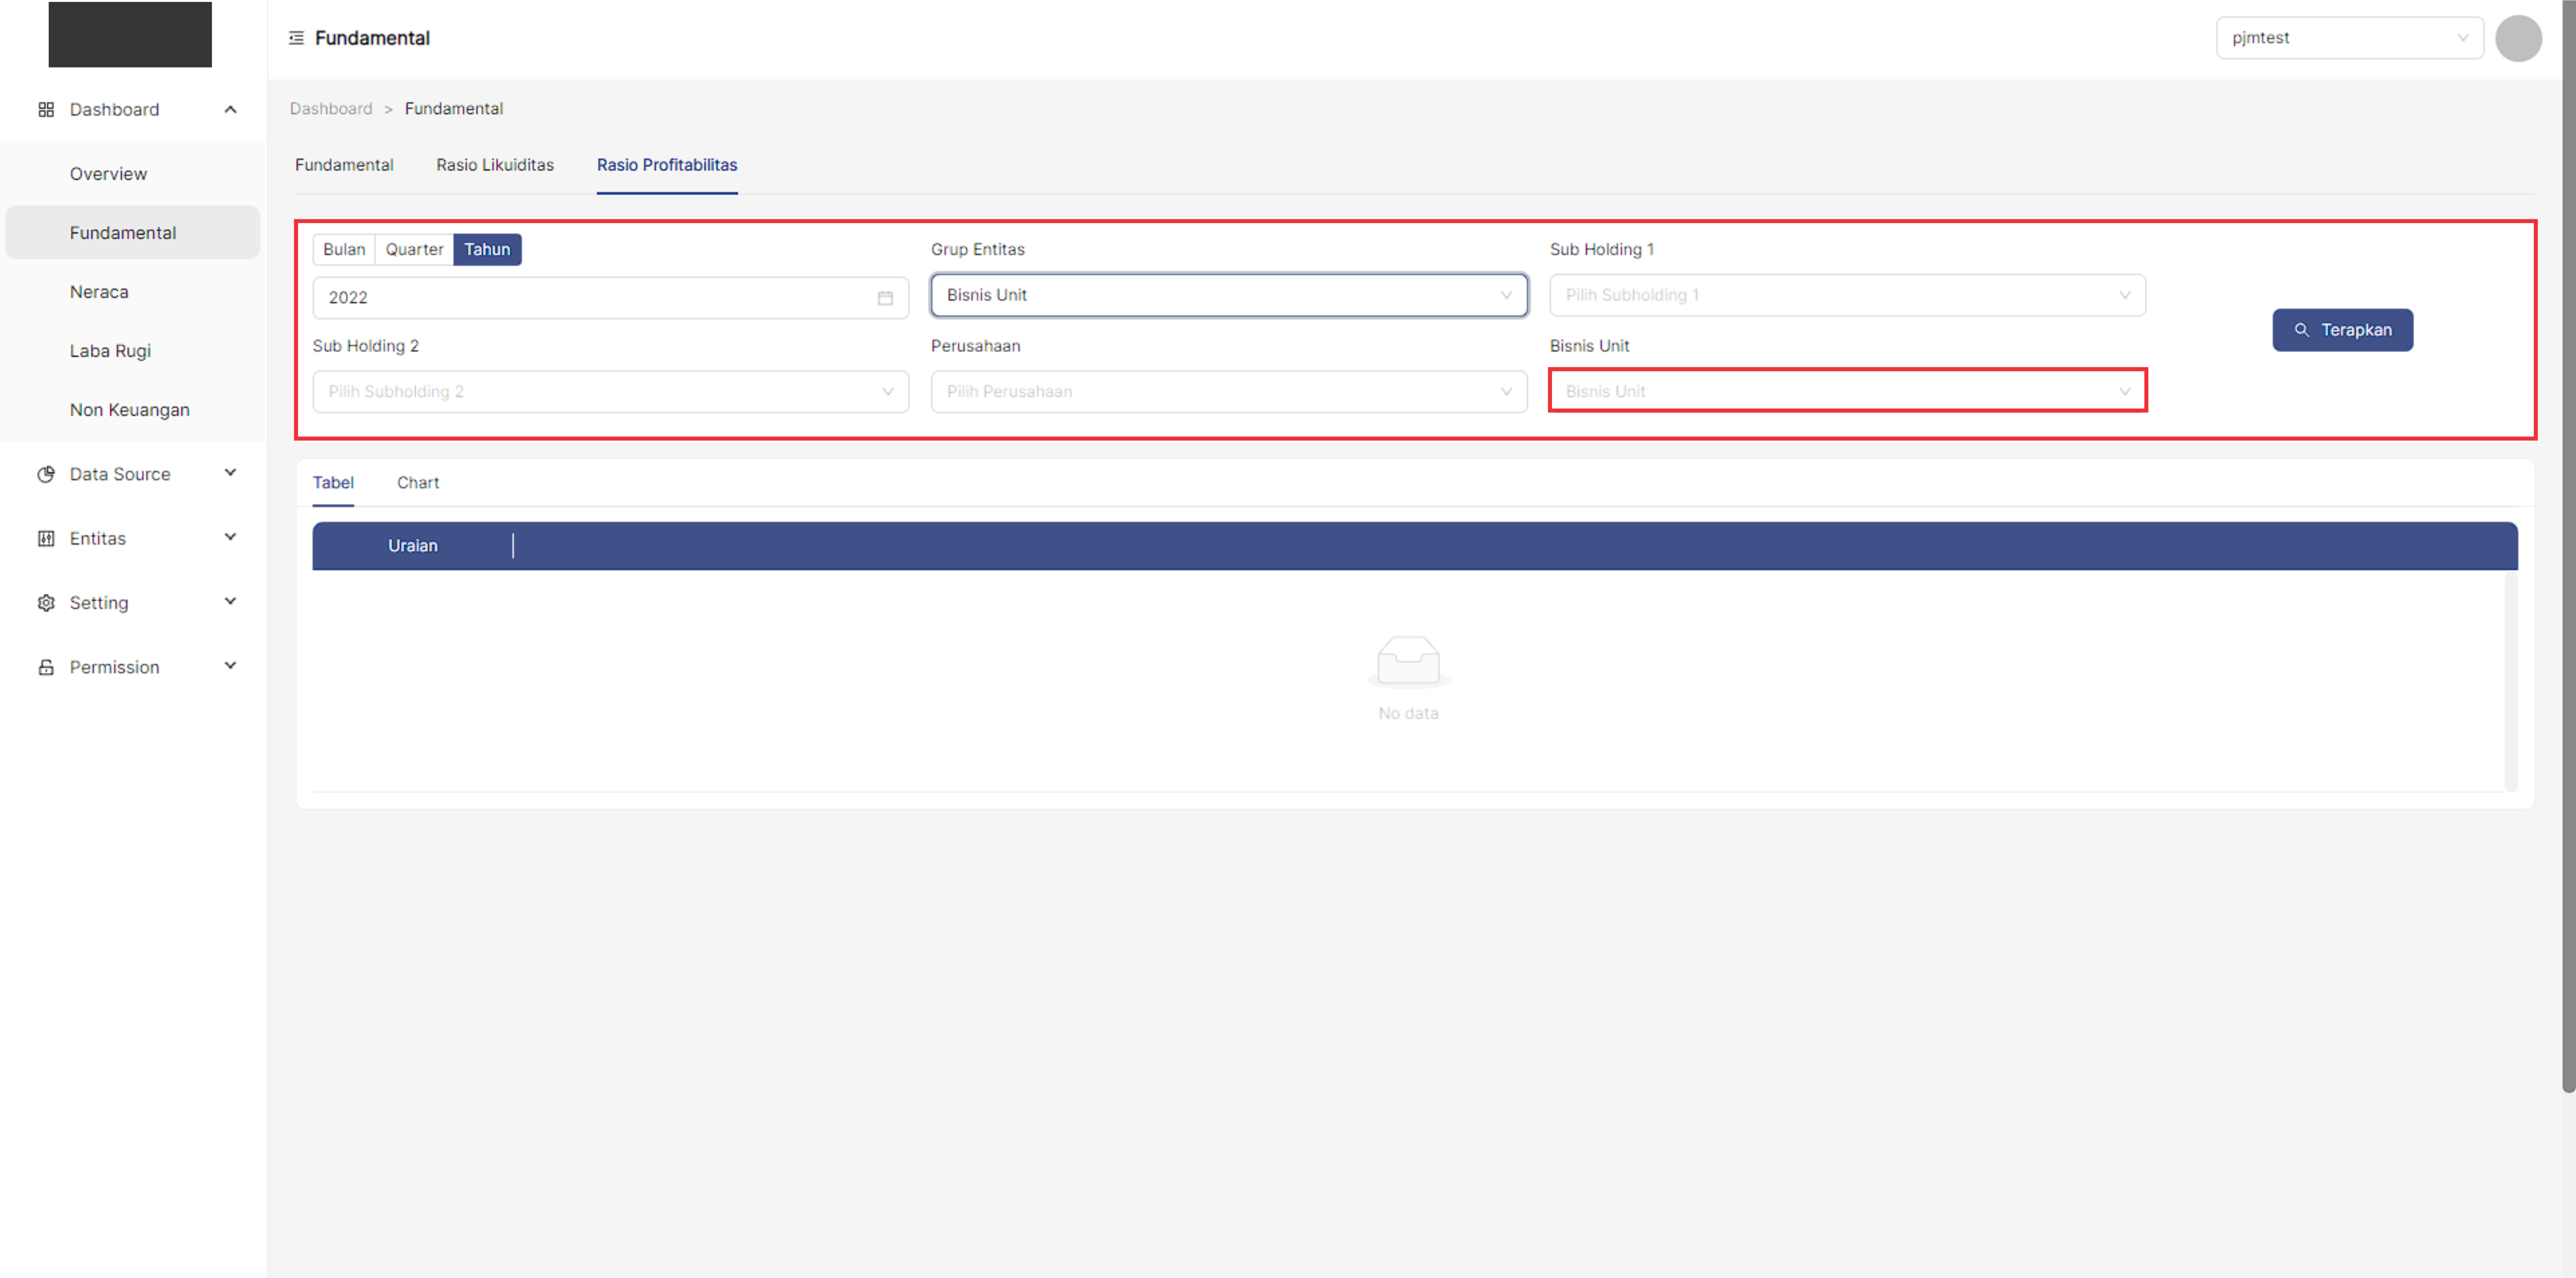 Fundamental
pjmtest
Dashboard
Overview
Fundamental
Neraca
Laba Rugi
Non Keuangan
Data Source
Entitas
Setting
Permission
Dashboard > Fundamental
Fundamental Rasio Likuiditas Rasio Profitabilitas
Bulan Quarter Tahun
2022
Grup Entitas
Bisnis Unit
Sub Holding 1
Pilih Subholding 1
Sub Holding 2
Pilih Subholding 2
Perusahaan
Pilih Perusahaan
Bisnis Unit
Bisnis Unit
Terapkan
Tabel Chart
Uraian
No data